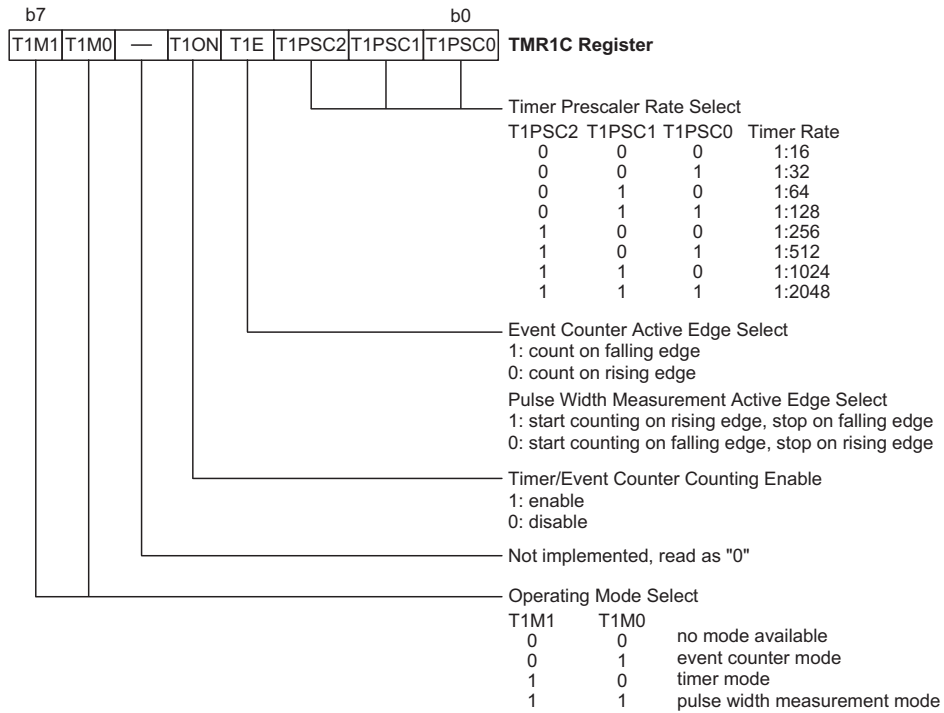 b7 b0
T1M1 T1M0 — T1ON T1E T1PSC2 T1PSC1 T1PSC0 TMR1C Register
Timer Prescaler Rate Select
T1PSC2 T1PSC1 T1PSC0 Timer Rate
0 0 0 1:16
0 0 1 1:32
0 1 0 1:64
0 1 1 1:128
1 0 0 1:256
1 0 1 1:512
1 1 0 1:1024
1 1 1 1:2048
Event Counter Active Edge Select
1: count on falling edge
0: count on rising edge
Pulse Width Measurement Active Edge Select
1: start counting on rising edge, stop on falling edge
0: start counting on falling edge, stop on rising edge
Timer/Event Counter Counting Enable
1: enable
0: disable
Not implemented, read as "0"
Operating Mode Select
T1M1 T1M0
0 0 no mode available
0 1 event counter mode
1 0 timer mode
1 1 pulse width measurement mode